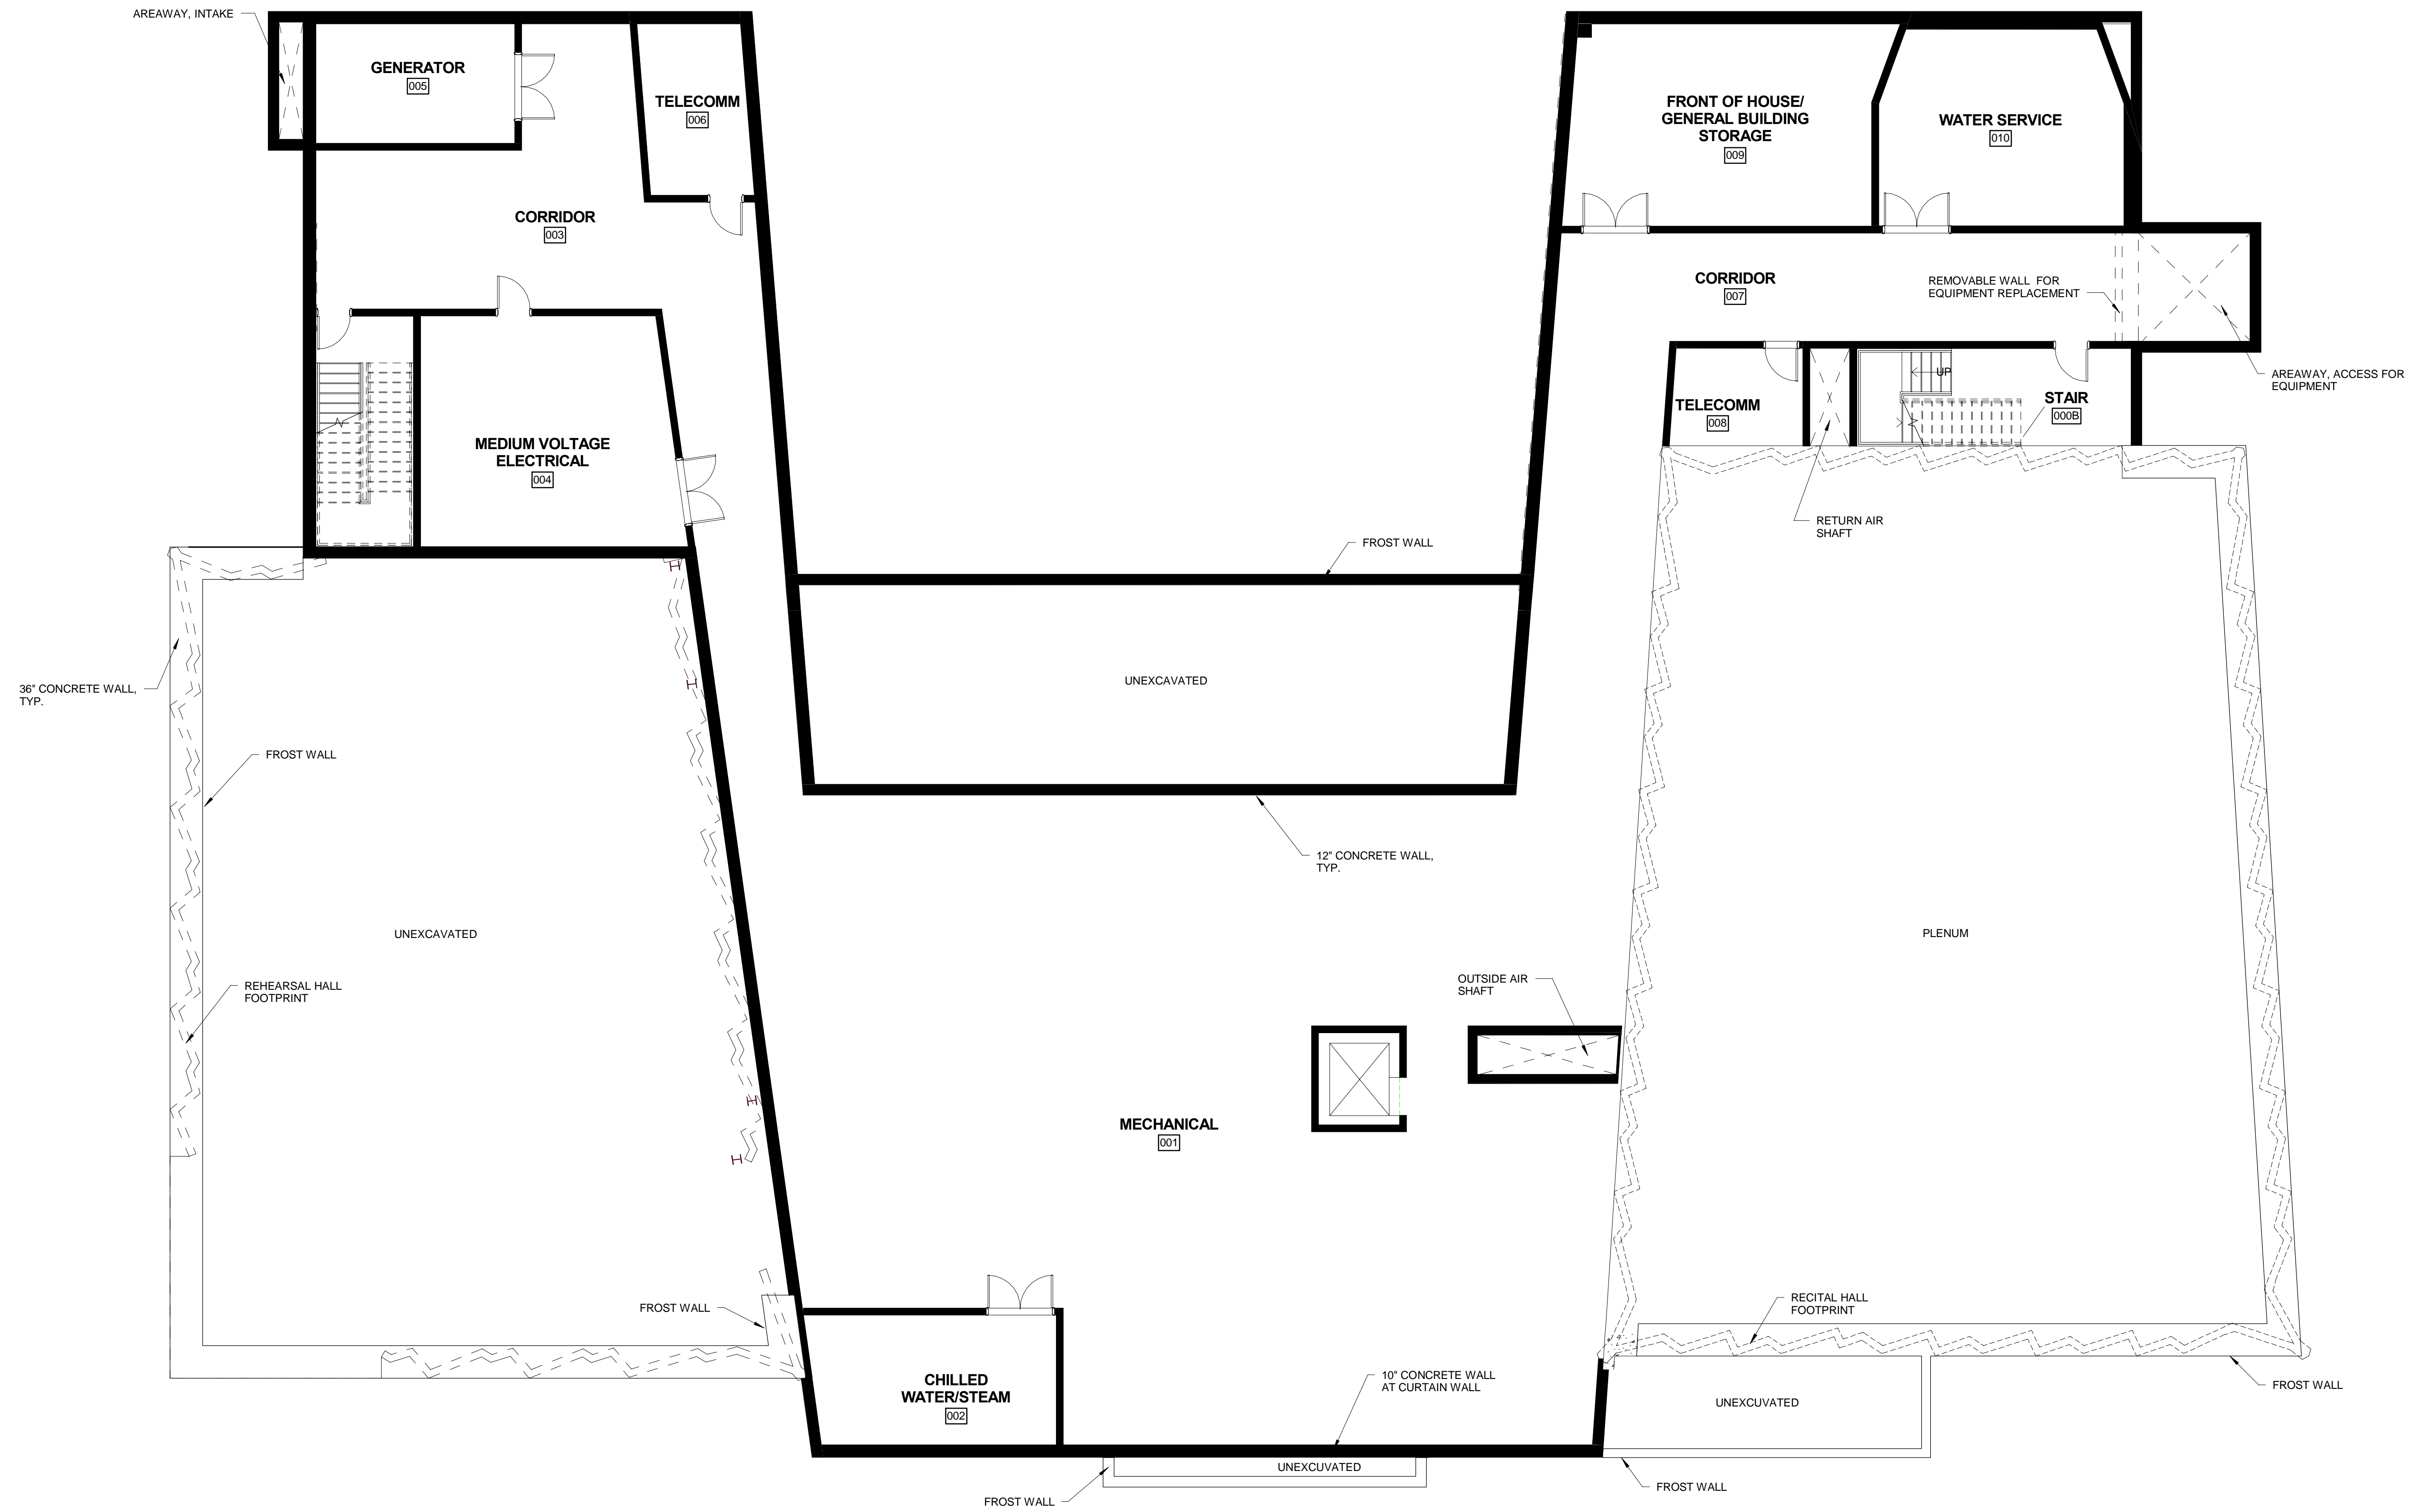 AREAWAY, INTAKE
GENERATOR
005
TELECOMM
006
CORRIDOR
003
MEDIUM VOLTAGE
ELECTRICAL
004
FRONT OF HOUSE/
GENERAL BUILDING
STORAGE
009
WATER SERVICE
010
CORRIDOR
007
REMOVABLE WALL FOR
EQUIPMENT REPLACEMENT
AREAWAY, ACCESS FOR
EQUIPMENT
UP
TELECOMM
008
STAIR
000B
RETURN AIR
SHAFT
FROST WALL
UNEXCAVATED
36" CONCRETE WALL,
TYP.
FROST WALL
12" CONCRETE WALL,
TYP.
UNEXCAVATED
PLENUM
REHEARSAL HALL
FOOTPRINT
OUTSIDE AIR
SHAFT
MECHANICAL
001
FROST WALL
RECITAL HALL
FOOTPRINT
CHILLED
WATER/STEAM
002
10" CONCRETE WALL
AT CURTAIN WALL
UNEXCUVATED
FROST WALL
UNEXCUVATED
FROST WALL
FROST WALL